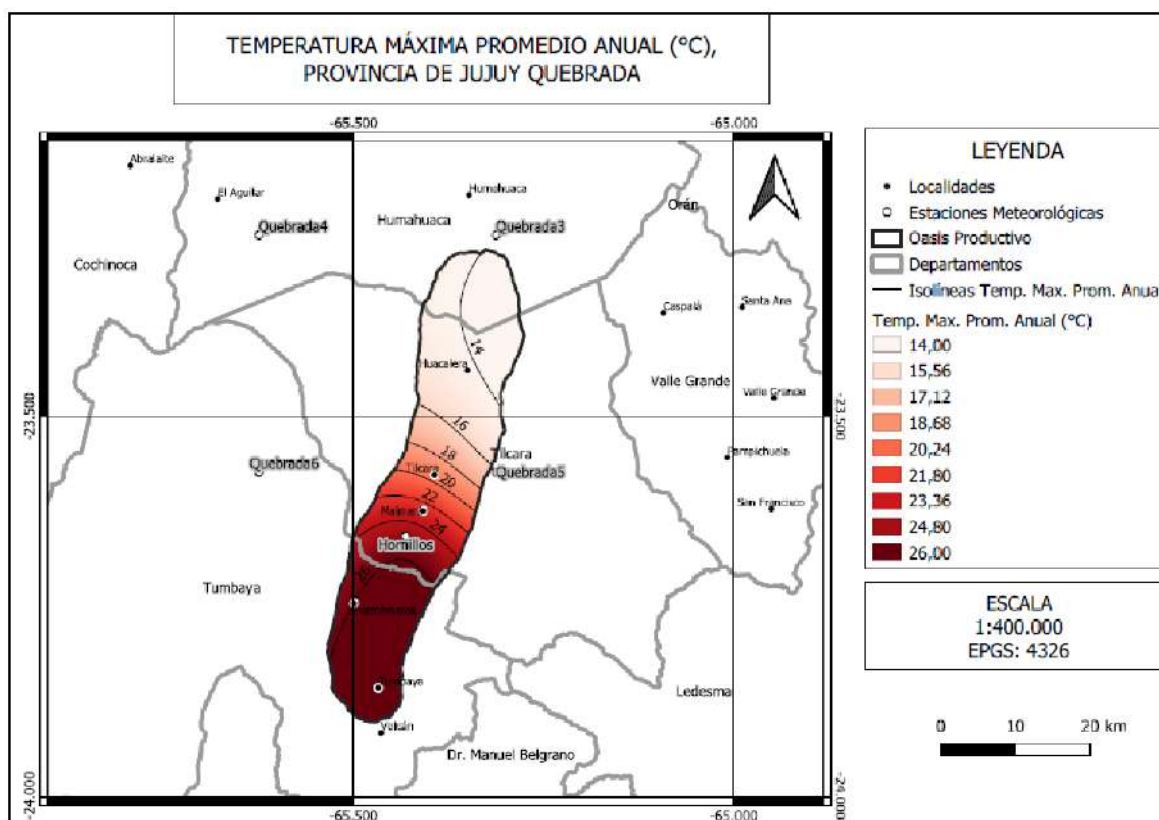 TEMPERATURA MÁXIMA PROMEDIO ANUAL (°C),
PROVINCIA DE JUJUY QUEBRADA
-65.500
-65.000
Abralaite
El Aguilar
Humahuaca
Humahuaca
Quebrada4
Quebrada3
Orán
Cochinoca
Caspalá
Santa Ana
14
Huacalera
Valle Grande
Valle Grande
-23.500
-23.500
16
18
Tilcara
Quebrada6
Tilcara
Quebrada5
20
Pampichuela
22
San Francisco
24
Hornillos
Tumbaya
Tumbaya
Ledesma
Volcán
Dr. Manuel Belgrano
-24.000
-24.000
-65.500
-65.000
LEYENDA
Localidades
Estaciones Meteorológicas
Oasis Productivo
Departamentos
Isolíneas Temp. Max. Prom. Anua
Temp. Max. Prom. Anual (°C)
14,00
15,56
17,12
18,68
20,24
21,80
23,36
24,80
26,00
ESCALA
1:400.000
EPGS: 4326
0 10 20 km